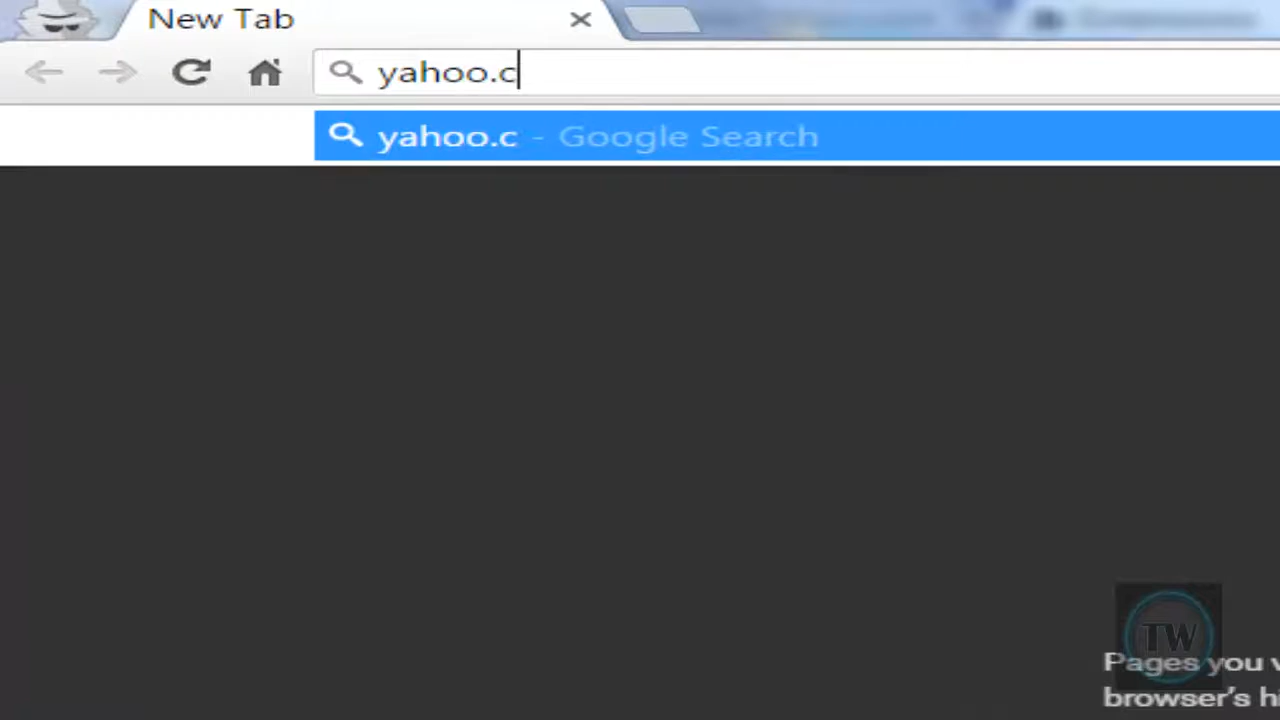 New Tab
yahoo.c
yahoo.c - Google Search
TW
Pages you
browser's